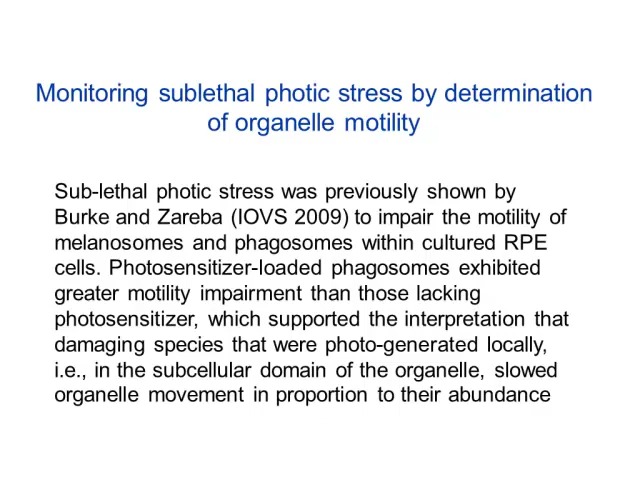 Monitoring sublethal photic stress by determination
of organelle motility
Sub-lethal photic stress was previously shown by
Burke and Zareba (IOVS 2009) to impair the motility of
melanosomes and phagosomes within cultured RPE
cells. Photosensitizer-loaded phagosomes exhibited
greater motility impairment than those lacking
photosensitizer, which supported the interpretation that
damaging species that were photo-generated locally,
i.e., in the subcellular domain of the organelle, slowed
organelle movement in proportion to their abundance